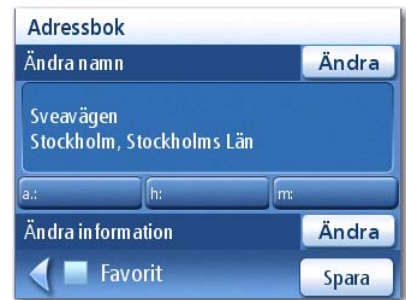 Adressbok
Ändra namn Ändra
Sveavägen
Stockholm, Stockholms Län
a.: h: m:
Ändra information Ändra
Favorit Spara